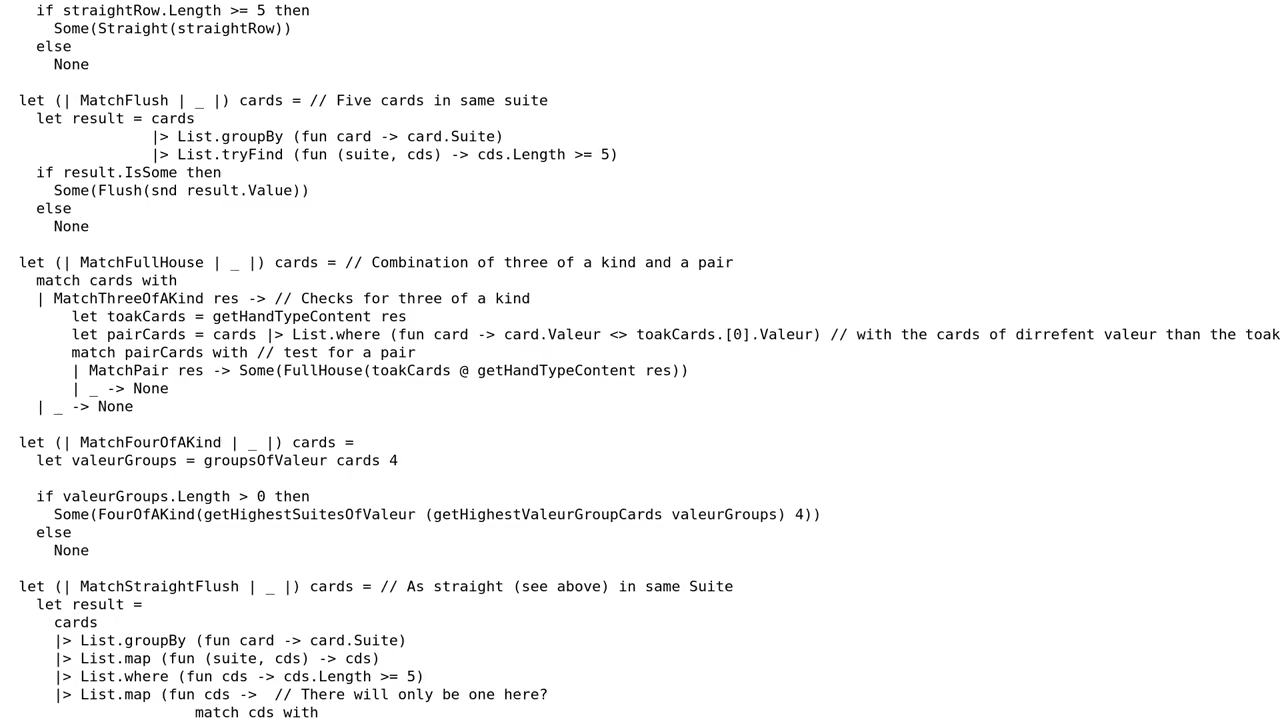 if straightRow.Length >= 5 then
Some(Straight(straightRow))
else
None
let (| MatchFlush | _ |) cards = // Five cards in same suite
let result = cards
|> List.groupBy (fun card -> card.Suite)
|> List.tryFind (fun (suite, cds) -> cds.Length >= 5)
if result.IsSome then
Some(Flush(snd result.Value))
else
None
let (| MatchFullHouse | _ |) cards = // Combination of three of a kind and a pair
match cards with
| MatchThreeOfAKind res -> // Checks for three of a kind
let toakCards = getHandTypeContent res
let pairCards = cards |> List.where (fun card -> card.Valeur <> toakCards.[0].Valeur) // with the cards of dirrefent valeur than the toak
match pairCards with // test for a pair
| MatchPair res -> Some(FullHouse(toakCards @ getHandTypeContent res))
| _ -> None
| _ -> None
let (| MatchFourOfAKind | _ |) cards =
let valeurGroups = groupsOfValeur cards 4
if valeurGroups.Length > 0 then
Some(FourOfAKind(getHighestSuitesOfValeur (getHighestValeurGroupCards valeurGroups) 4))
else
None
let (| MatchStraightFlush | _ |) cards = // As straight (see above) in same Suite
let result =
cards
|> List.groupBy (fun card -> card.Suite)
|> List.map (fun (suite, cds) -> cds)
|> List.where (fun cds -> cds.Length >= 5)
|> List.map (fun cds ->  // There will only be one here?
match cds with